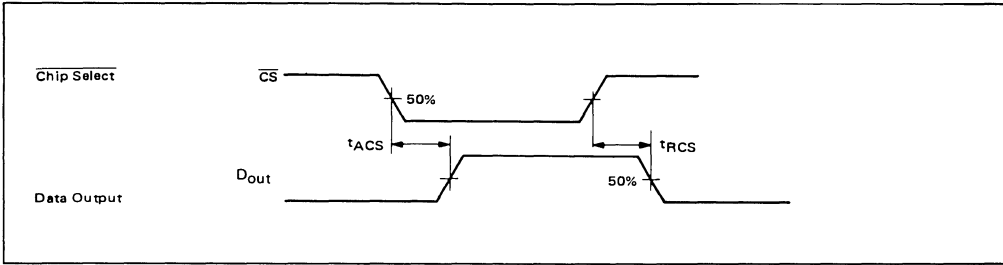 Chip Select
CS
50%
tACS
tRCS
Dout
50%
Data Output